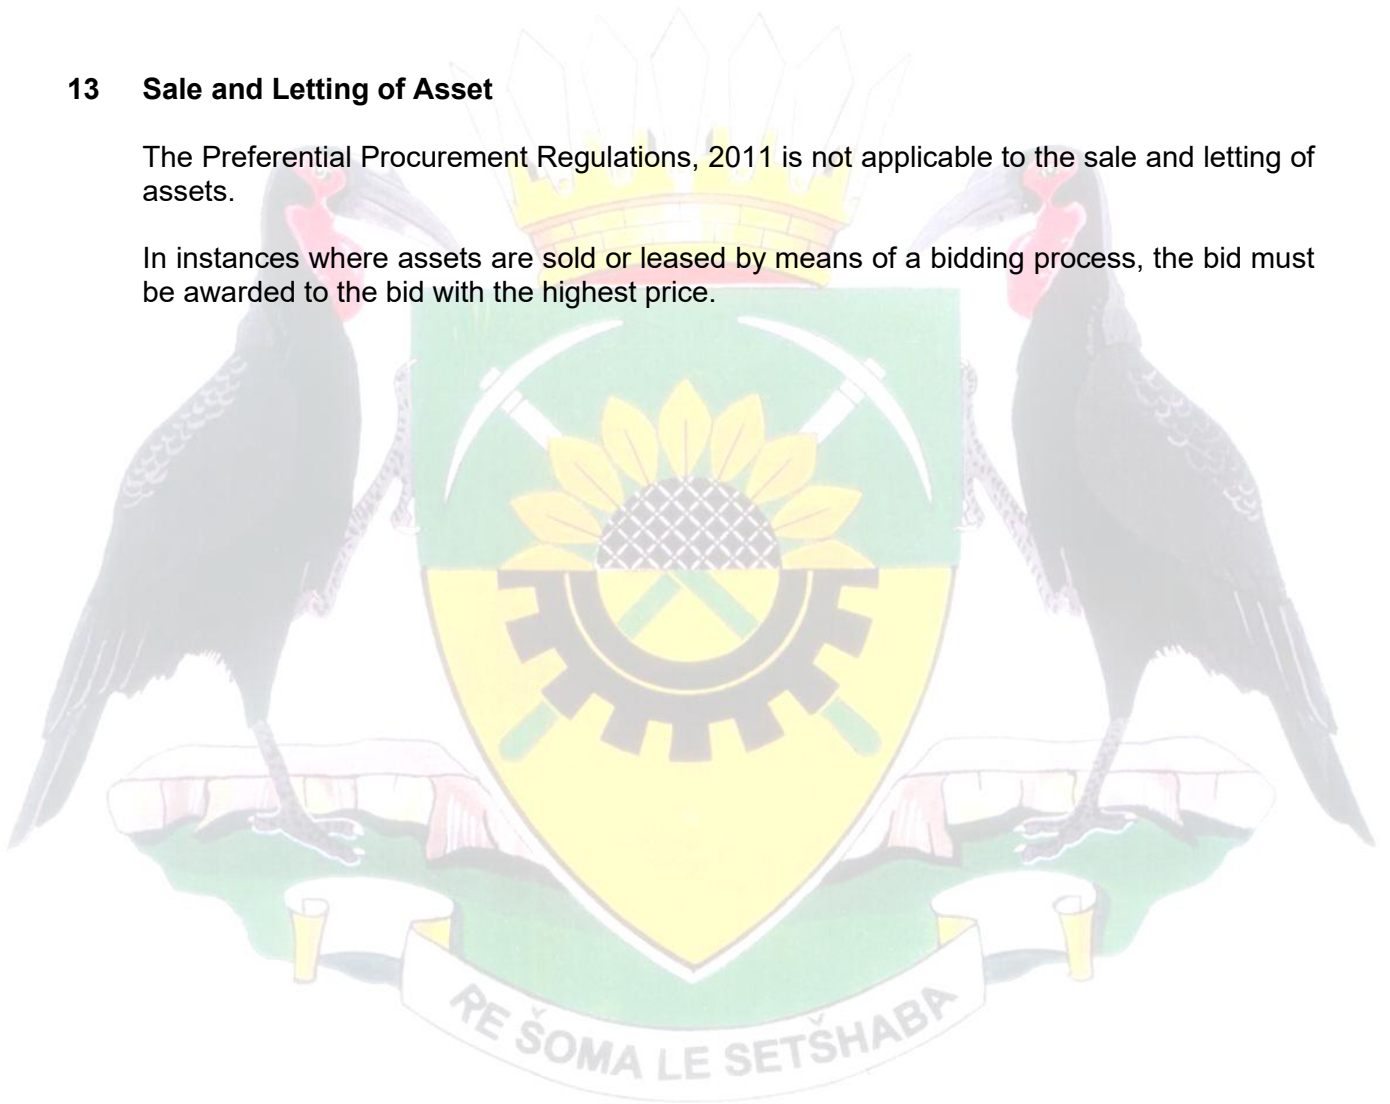 13 Sale and Letting of Asset
The Preferential Procurement Regulations, 2011 is not applicable to the sale and letting of
assets.
In instances where assets are sold or leased by means of a bidding process, the bid must
be awarded to the bid with the highest price.
RE ŠOMA LE SETŠHABA